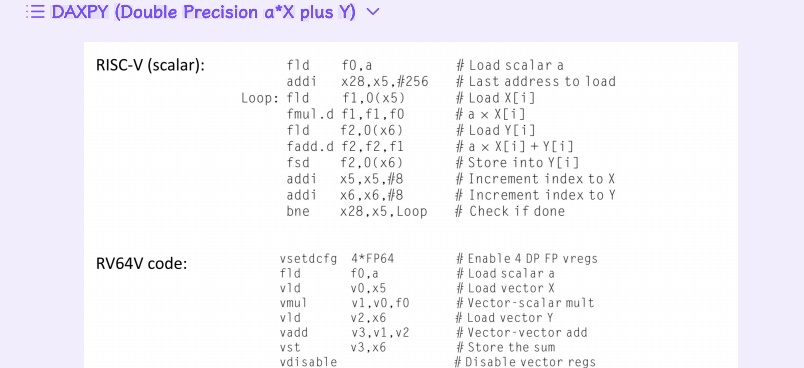 DAXPY (Double Precision a*X plus Y)
RISC-V (scalar):
fld f0,a # Load scalar a
addi x28,x5,#256 # Last address to load
Loop: fld f1,0(x5) # Load X[i]
fmul.d f1,f1,f0 # a × X[i]
fld f2,0(x6) # Load Y[i]
fadd.d f2,f2,f1 # a × X[i] + Y[i]
fsd f2,0(x6) # Store into Y[i]
addi x5,x5,#8 # Increment index to X
addi x6,x6,#8 # Increment index to Y
bne x28,x5,Loop # Check if done
RV64V code:
vsetdcfg 4*FP64 # Enable 4 DP FP vregs
fld f0,a # Load scalar a
vld v0,x5 # Load vector X
vmul v1,v0,f0 # Vector-scalar mult
vld v2,x6 # Load vector Y
vadd v3,v1,v2 # Vector-vector add
vst v3,x6 # Store the sum
vdisable # Disable vector regs